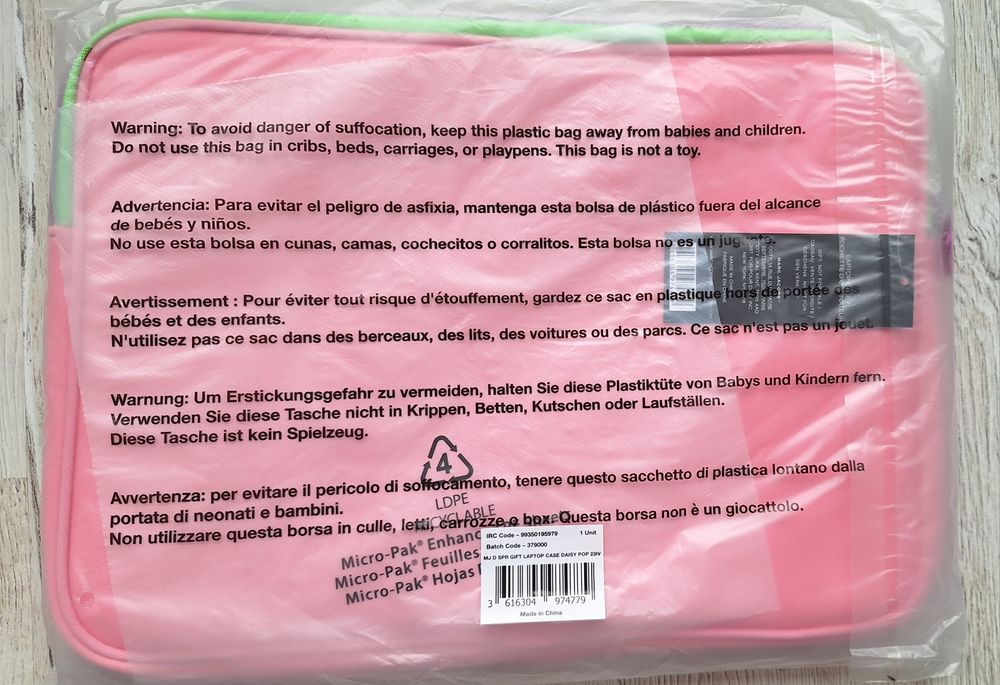 Warning: To avoid danger of suffocation, keep this plastic bag away from babies and children.
Do not use this bag in cribs, beds, carriages, or playpens. This bag is not a toy.
Advertencia: Para evitar el peligro de asfixia, mantenga esta bolsa de plástico fuera del alcance
de bebés y niños.
No use esta bolsa en cunas, camas, cochecitos o corralitos. Esta bolsa no es un juguete.
Avertissement : Pour éviter tout risque d'étouffement, gardez ce sac en plastique hors de portée des
bébés et des enfants.
N'utilisez pas ce sac dans des berceaux, des lits, des voitures ou des parcs. Ce sac n'est pas un jouet.
Warnung: Um Erstickungsgefahr zu vermeiden, halten Sie diese Plastiktüte von Babys und Kindern fern.
Verwenden Sie diese Tasche nicht in Krippen, Betten, Kutschen oder Laufställen.
Diese Tasche ist kein Spielzeug.
Avvertenza: per evitare il pericolo di soffocamento, tenere questo sacchetto di plastica lontano dalla
portata di neonati e bambini.
Non utilizzare questa borsa in culle, letti, carrozze o box. Questa borsa non è un giocattolo.
4
LDPE
RECYCLABLE
Micro-Pak® Enhanc
Micro-Pak® Feuilles
Micro-Pak® Hojas
IRC Code - 99350195979 1 Unit
Batch Code - 379000
MJ D SPR GIFT LAPTOP CASE DAISY POP 23IV
3 616304 974779
Made in China
MARC JACOBS
MADE IN CHINA